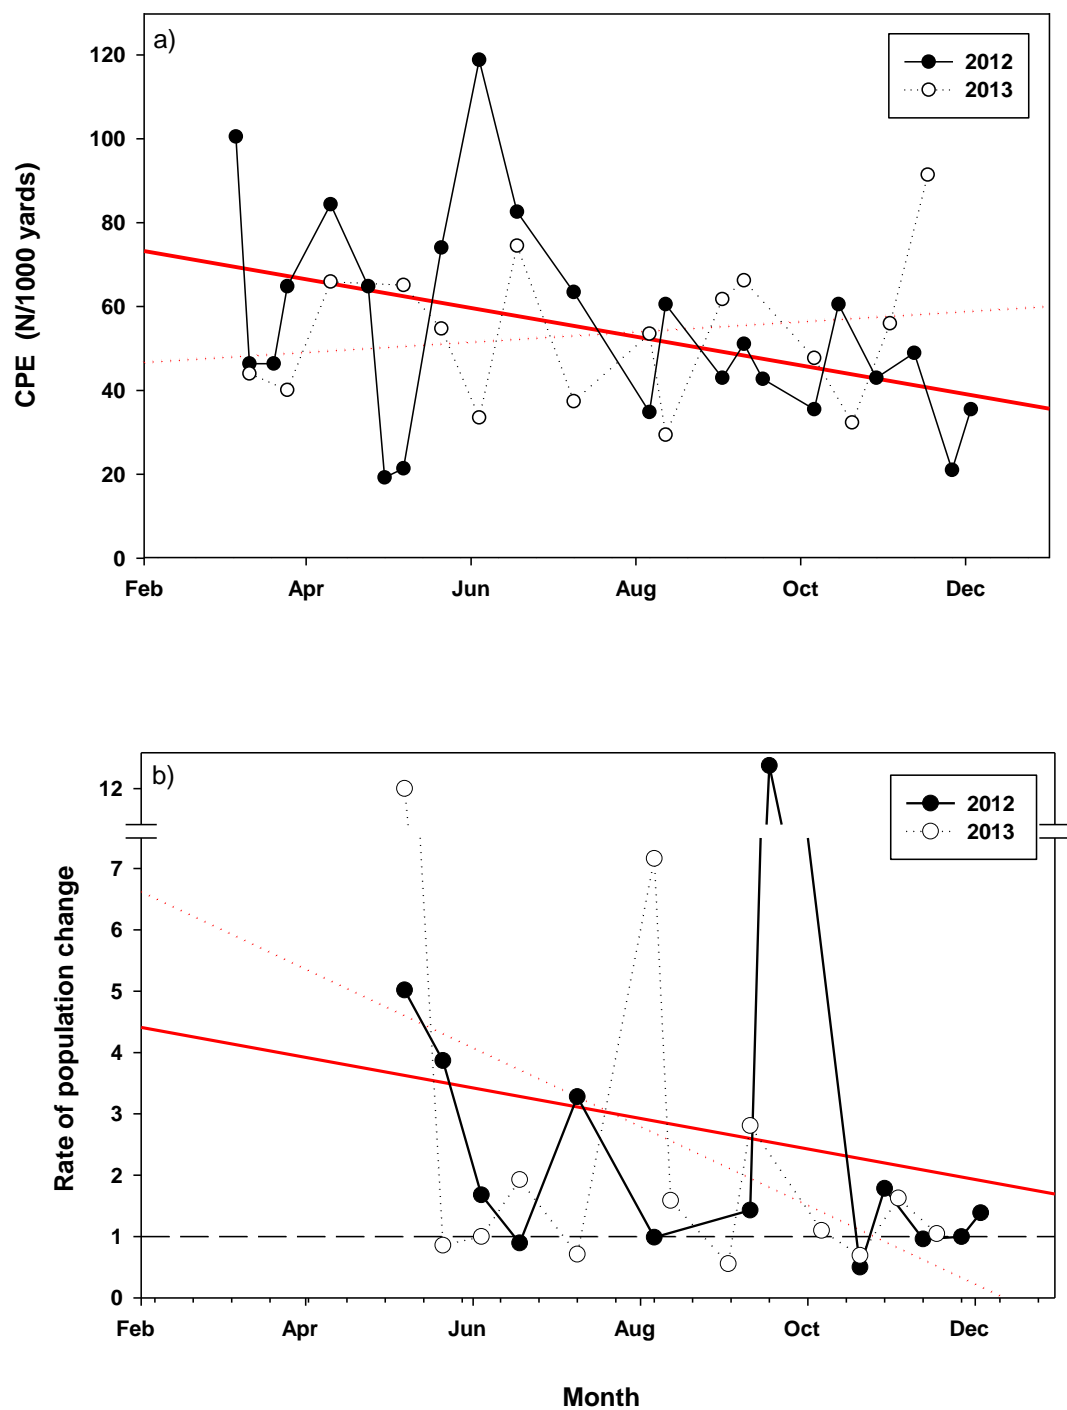 a)
2012
2013
CPE (N/1000 yards)
120
100
80
60
40
20
0
Feb Apr Jun Aug Oct Dec
b)
2012
2013
Rate of population change
12
7
6
5
4
3
2
1
0
Feb Apr Jun Aug Oct Dec
Month